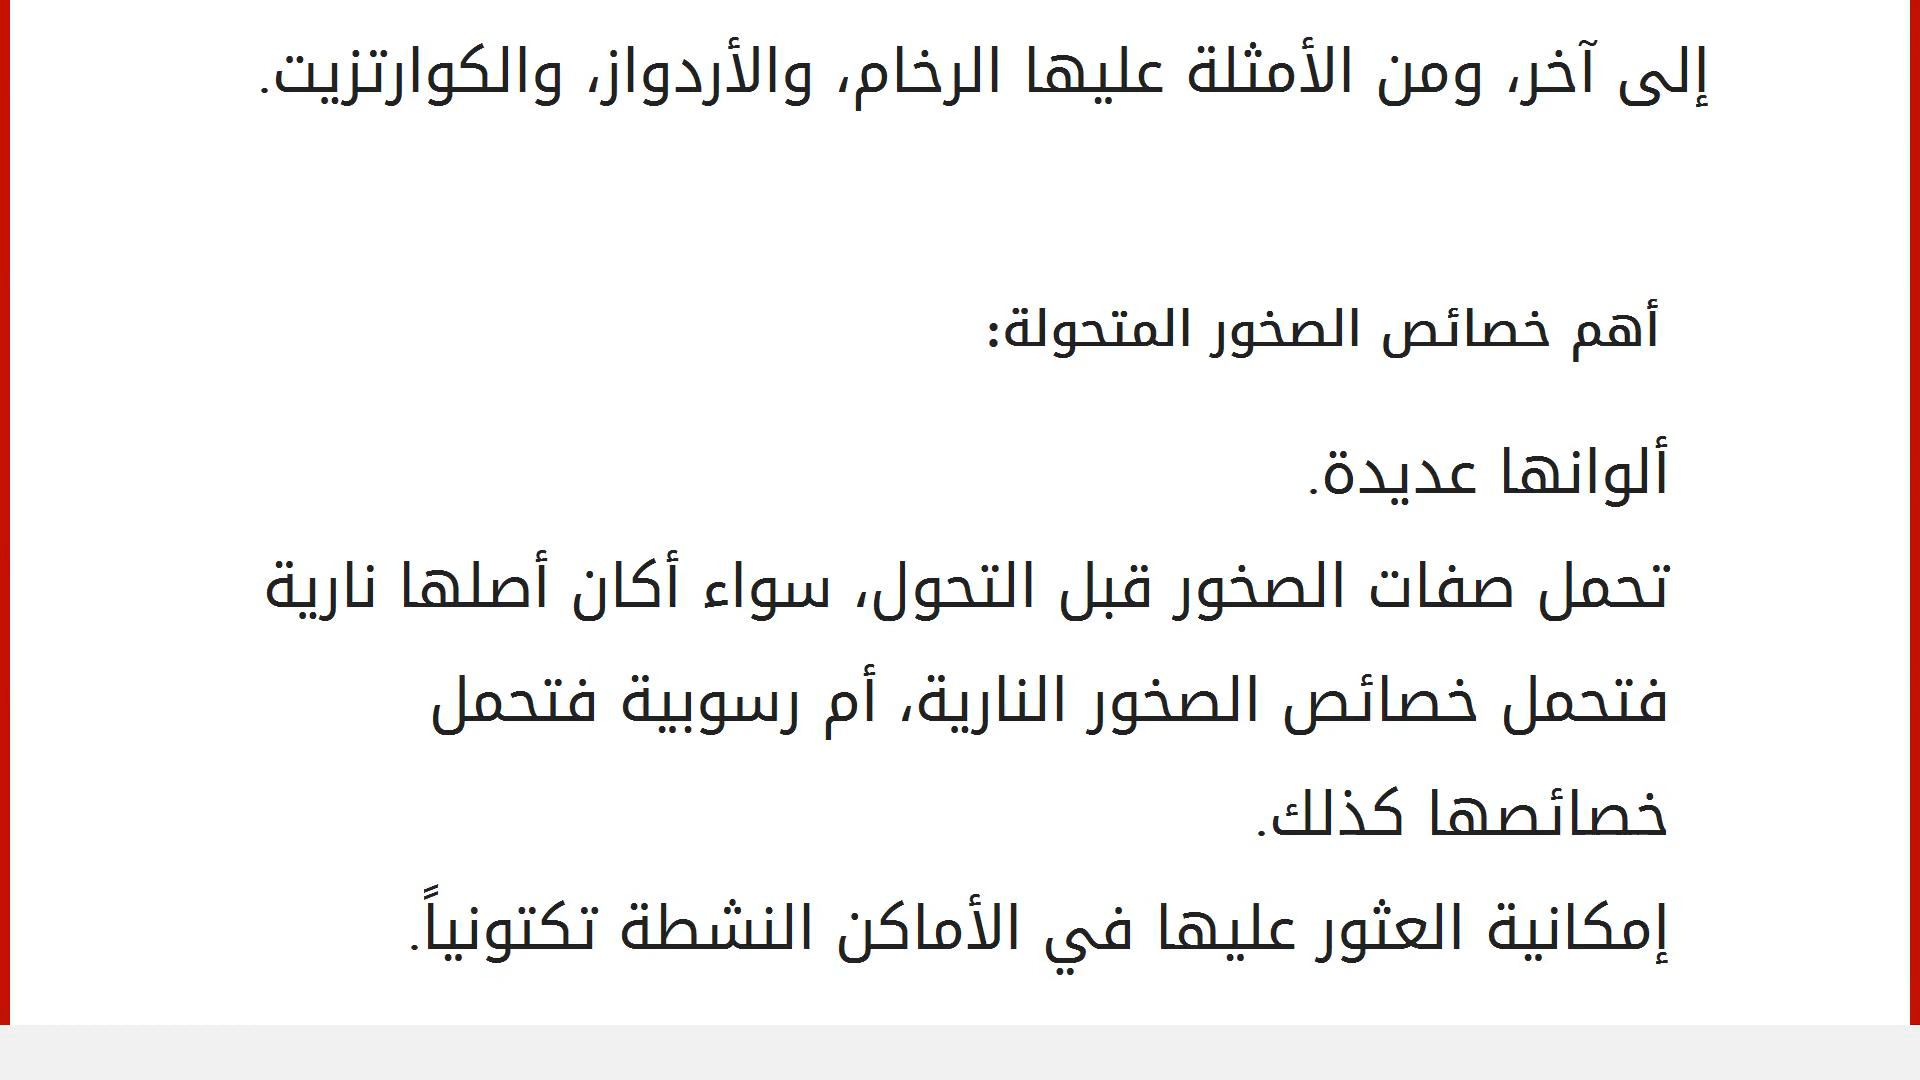 إلى آخر، ومن الأمثلة عليها الرخام، والأردواز، والكوارتزيت.
أهم خصائص الصخور المتحولة:
ألوانها عديدة.
تحمل صفات الصخور قبل التحول، سواء أكان أصلها نارية
فتحمل خصائص الصخور النارية، أم رسوبية فتحمل
خصائصها كذلك.
إمكانية العثور عليها في الأماكن النشطة تكتونياً.